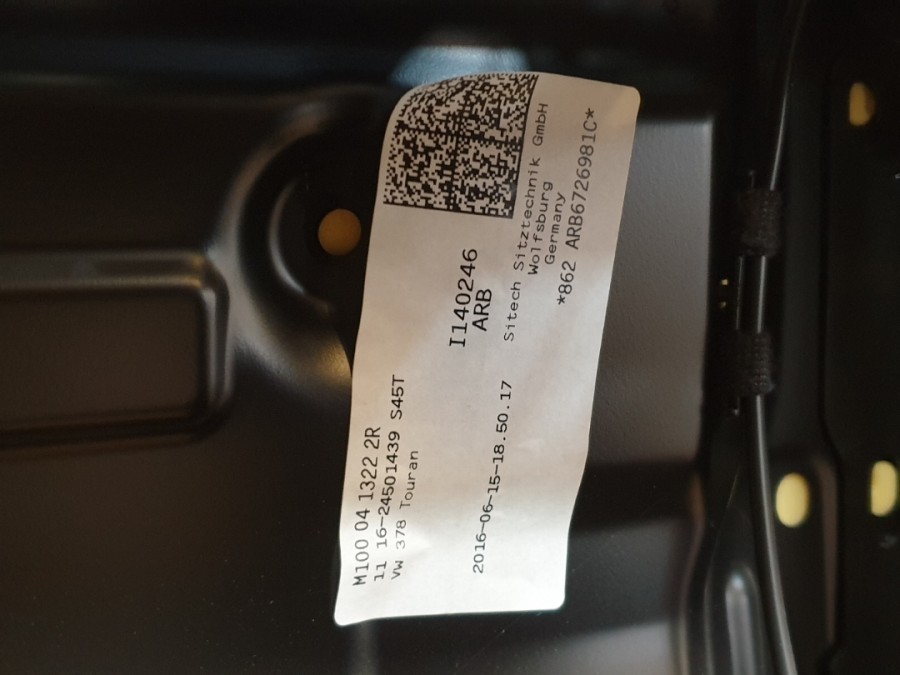 M100 04 1322 2R
11 16-24501439 S45T
VW 378 Touran
I140246
ARB
2016-06-15-18.50.17
Sitech Sitztechnik GmbH
Wolfsburg
Germany
*862 ARB6726981C*